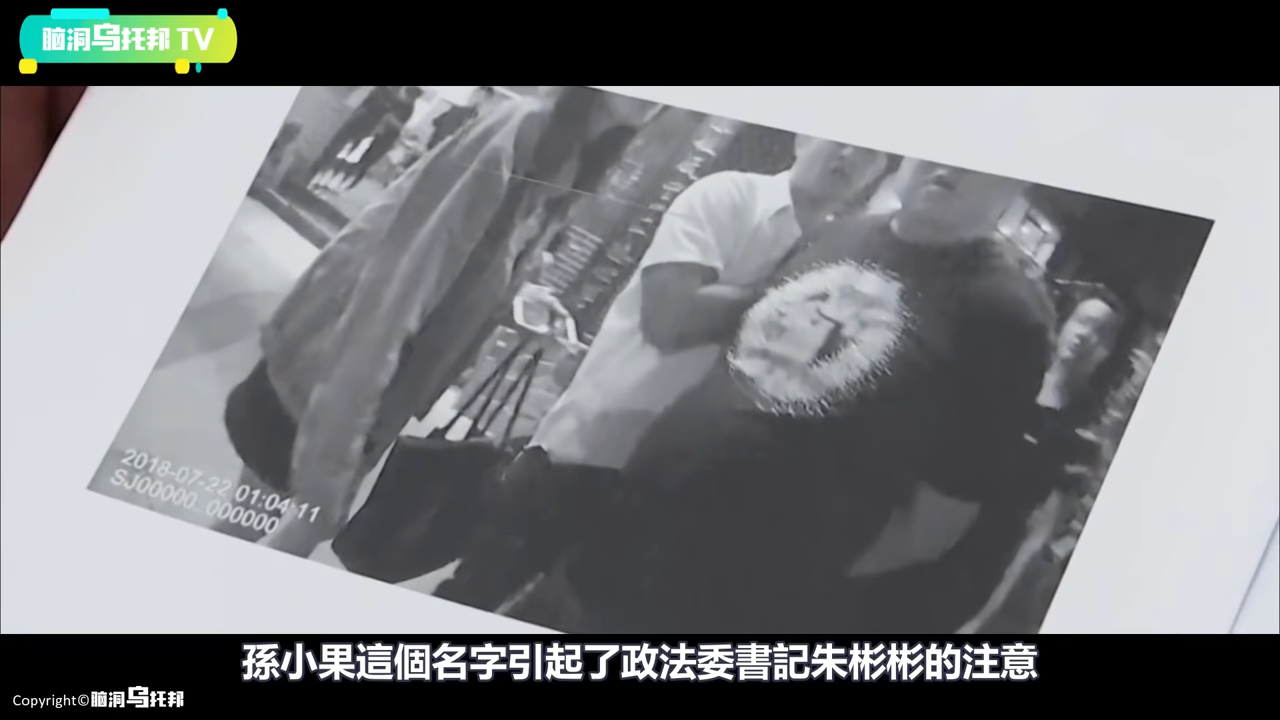 脑洞乌托邦 TV
2018-07-22 01:04:11
SJ00000_000000
孫小果這個名字引起了政法委書記朱彬彬的注意
Copyright©脑洞乌托邦